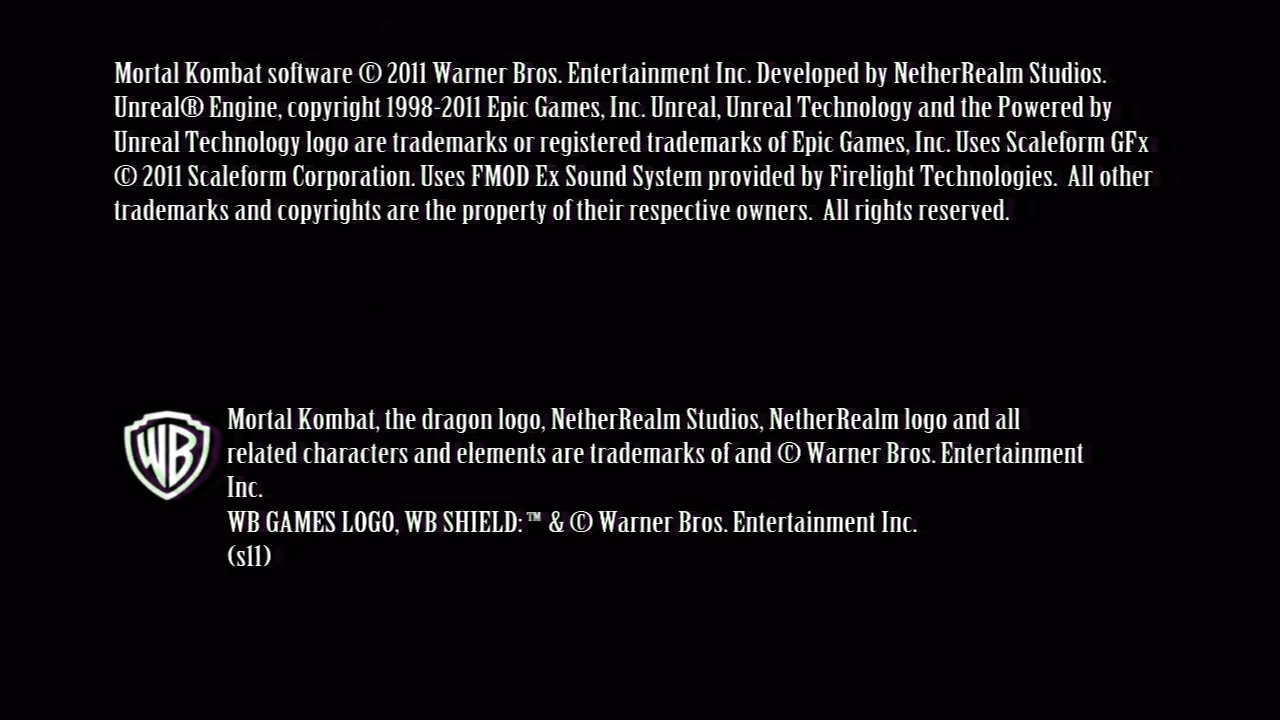 Mortal Kombat software © 2011 Warner Bros. Entertainment Inc. Developed by NetherRealm Studios.
Unreal® Engine, copyright 1998-2011 Epic Games, Inc. Unreal, Unreal Technology and the Powered by
Unreal Technology logo are trademarks or registered trademarks of Epic Games, Inc. Uses Scaleform GFx
© 2011 Scaleform Corporation. Uses FMOD Ex Sound System provided by Firelight Technologies.  All other
trademarks and copyrights are the property of their respective owners.  All rights reserved.
WB
Mortal Kombat, the dragon logo, NetherRealm Studios, NetherRealm logo and all
related characters and elements are trademarks of and © Warner Bros. Entertainment
Inc.
WB GAMES LOGO, WB SHIELD: ™ & © Warner Bros. Entertainment Inc.
(s11)